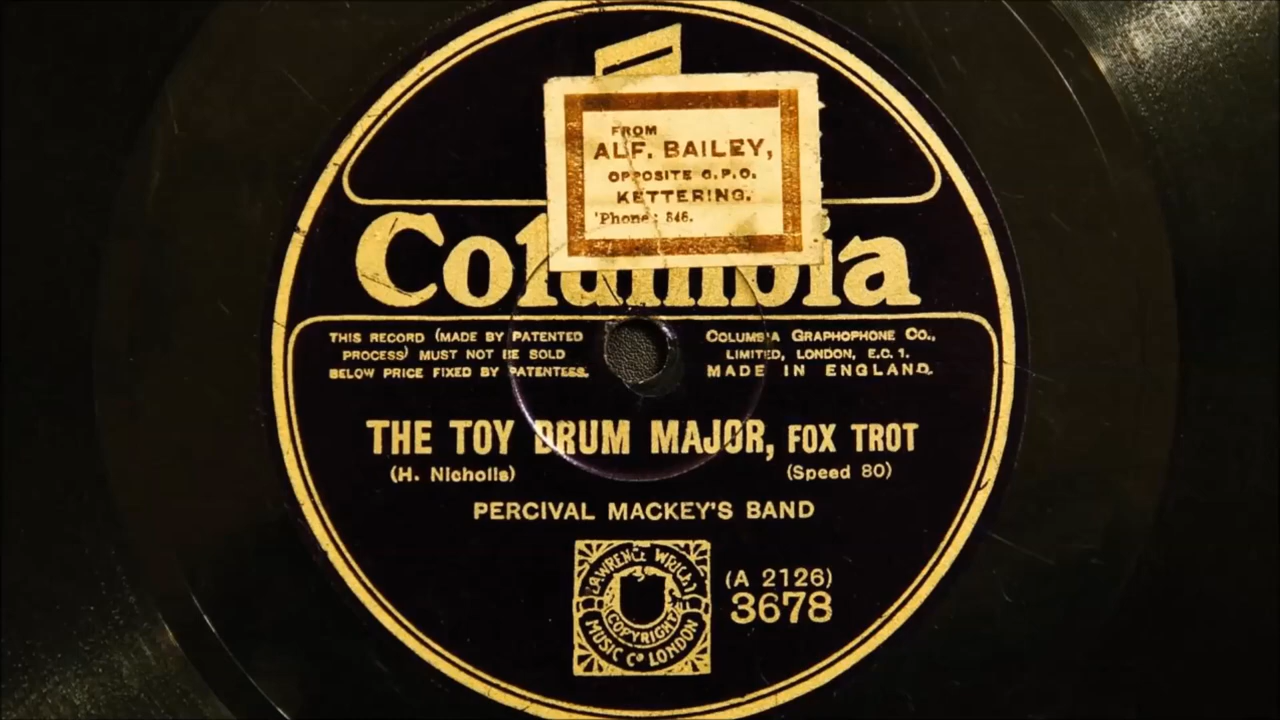 FROM
ALF. BAILEY,
OPPOSITE G.P.O.
KETTERING.
'Phone: 846.
Columbia
THIS RECORD (MADE BY PATENTED
PROCESS) MUST NOT BE SOLD
BELOW PRICE FIXED BY PATENTEES.
COLUMBIA GRAPHOPHONE CO.,
LIMITED, LONDON, E.C. 1.
MADE IN ENGLAND.
THE TOY DRUM MAJOR, FOX TROT
(H. Nicholls) (Speed 80)
PERCIVAL MACKEY'S BAND
LAWRENCE WRIGHT
MUSIC Co LONDON
COPYRIGHT
(A 2126)
3678